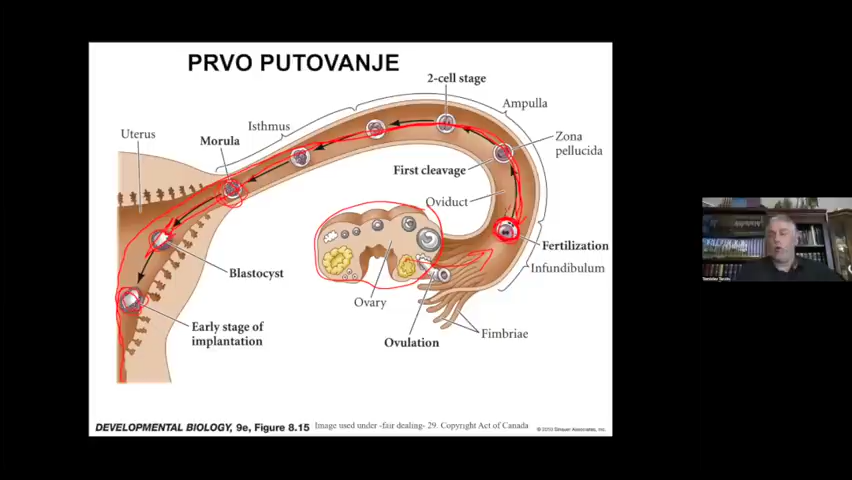 PRVO PUTOVANJE
2-cell stage
Ampulla
Isthmus
Uterus
Morula
Zona
pellucida
First cleavage
Oviduct
Fertilization
Infundibulum
Blastocyst
Ovary
Early stage of
implantation
Ovulation
Fimbriae
DEVELOPMENTAL BIOLOGY, 9e, Figure 8.15 Image used under -fair dealing- 29. Copyright Act of Canada © 2010 Sinauer Associates, Inc.